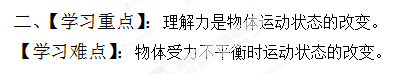 二、【学习重点】：理解力是物体运动状态的改变。
【学习难点】：物体受力不平衡时运动状态的改变。